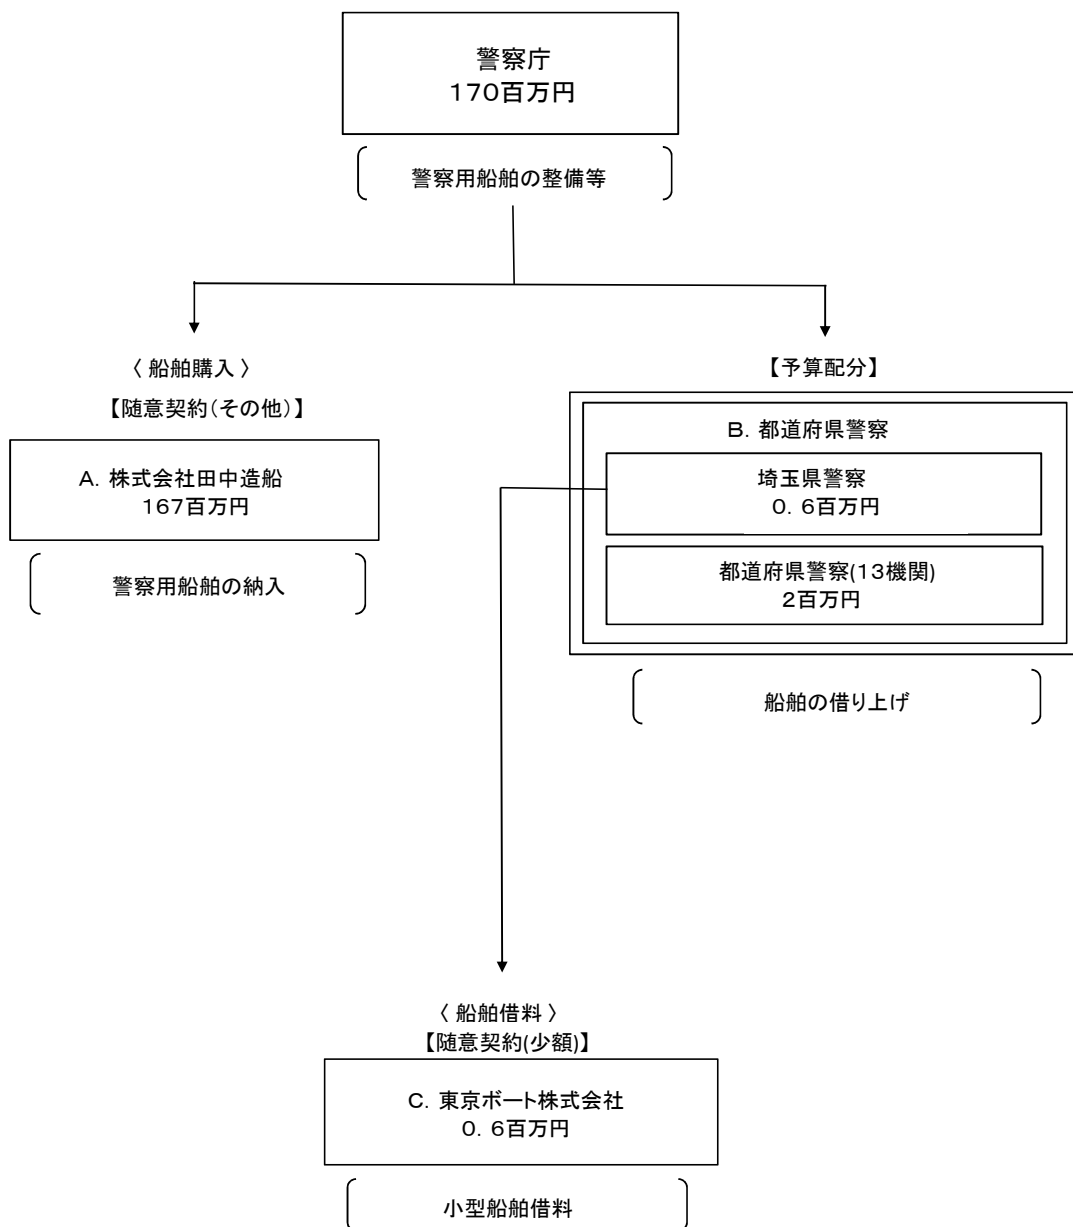 警察庁
170百万円
警察用船舶の整備等
〈 船舶購入 〉
【随意契約(その他)】
A. 株式会社田中造船
167百万円
警察用船舶の納入
【予算配分】
B. 都道府県警察
埼玉県警察
0. 6百万円
都道府県警察(13機関)
2百万円
船舶の借り上げ
〈 船舶借料 〉
【随意契約(少額)】
C. 東京ボート株式会社
0. 6百万円
小型船舶借料